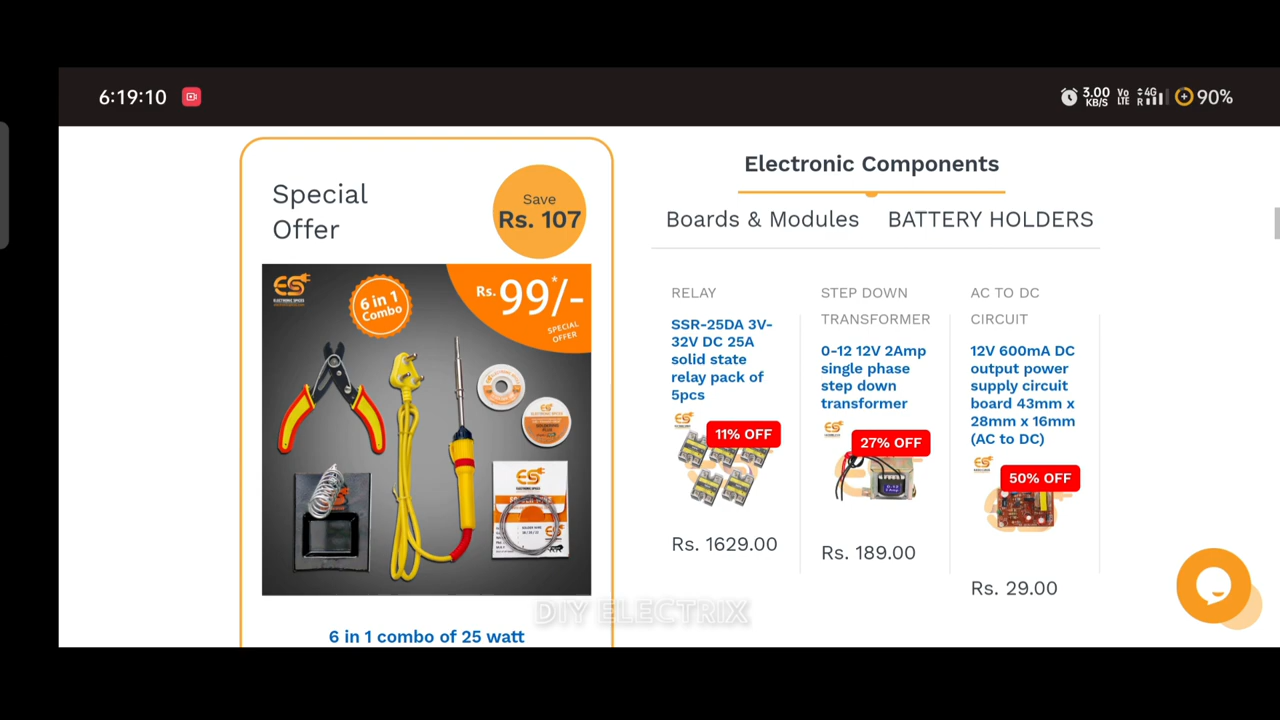 6:19:10
3.00 KB/S
Vo LTE
4G
R
90%
Special
Offer
Save
Rs. 107
ES
ELECTRONIC SPICES
6 in 1
Combo
Rs. 99*/-
SPECIAL
OFFER
ES
6 in 1 combo of 25 watt
Electronic Components
Boards & Modules
BATTERY HOLDERS
RELAY
SSR-25DA 3V-
32V DC 25A
solid state
relay pack of
5pcs
11% OFF
Rs. 1629.00
STEP DOWN
TRANSFORMER
0-12 12V 2Amp
single phase
step down
transformer
27% OFF
Rs. 189.00
AC TO DC
CIRCUIT
12V 600mA DC
output power
supply circuit
board 43mm x
28mm x 16mm
(AC to DC)
50% OFF
Rs. 29.00
DIY ELECTRIX